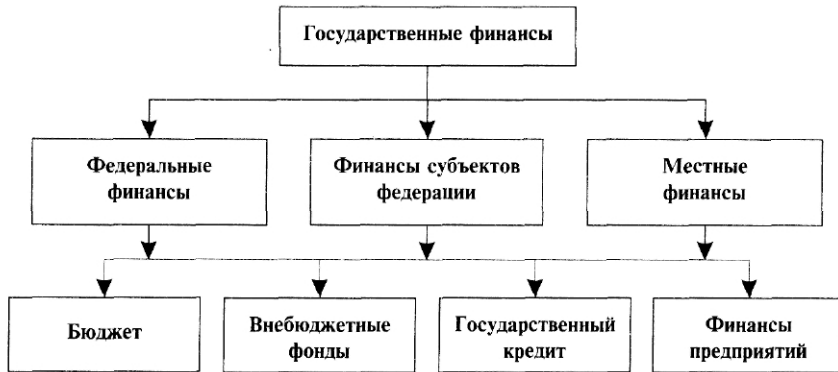 Государственные финансы
Федеральные
финансы
Финансы субъектов
федерации
Местные
финансы
Бюджет
Внебюджетные
фонды
Государственный
кредит
Финансы
предприятий